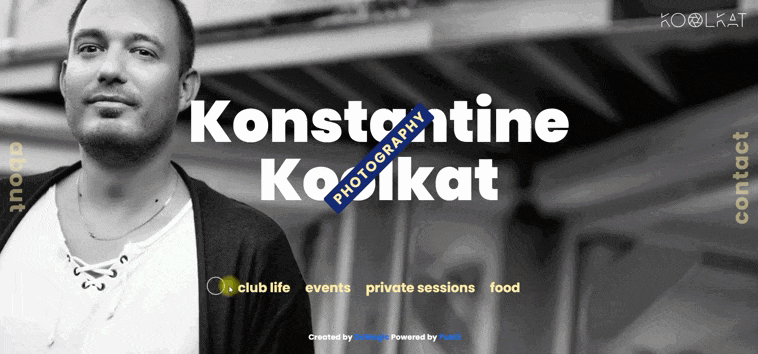 KOOLKAT
Konstantine
Koolkat
PHOTOGRAPHY
about
contact
club life events private sessions food
Created by Powered by